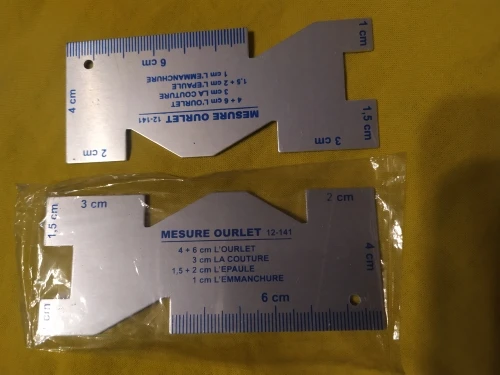 1 cm
6 cm
1 cm L'EMMANCHURE
1,5 + 2 cm L'EPAULE
3 cm LA COUTURE
4 + 6 cm L'OURLET
MESURE OURLET 12-141
4 cm
2 cm
1,5 cm
3 cm
1,5 cm
3 cm
2 cm
MESURE OURLET 12-141
4 + 6 cm L'OURLET
3 cm LA COUTURE
1,5 + 2 cm L'EPAULE
1 cm L'EMMANCHURE
4 cm
6 cm
cm